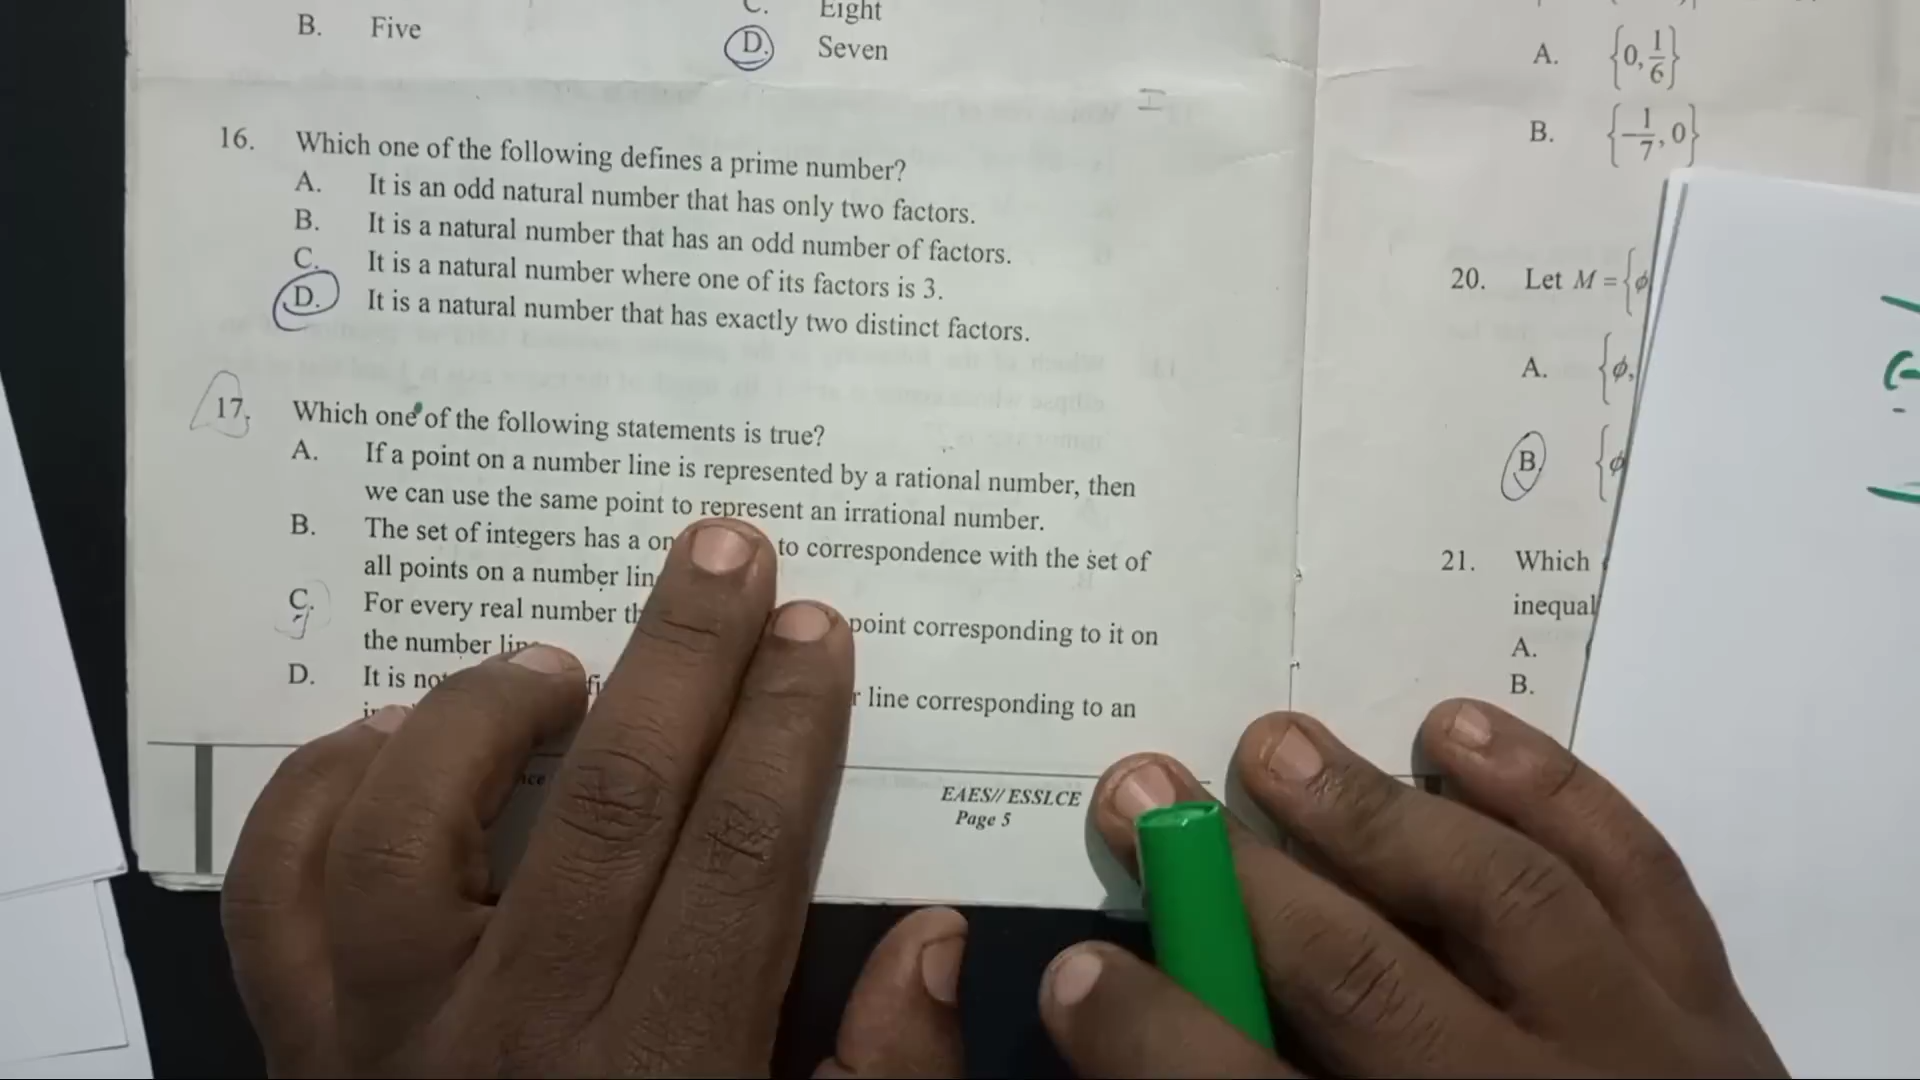 B. Five
C. Eight
D. Seven
16. Which one of the following defines a prime number?
A. It is an odd natural number that has only two factors.
B. It is a natural number that has an odd number of factors.
C. It is a natural number where one of its factors is 3.
D. It is a natural number that has exactly two distinct factors.
17. Which one of the following statements is true?
A. If a point on a number line is represented by a rational number, then
we can use the same point to represent an irrational number.
B. The set of integers has a to correspondence with the set of
all points on a number
C. For every real number point corresponding to it on
the number
D. It is line corresponding to an
EAES// ESSLCE
Page 5
A. {0, 1/6}
B. {-1/7, 0}
20. Let M = {ϕ
A. {ϕ,
B. {ϕ
21. Which
A.
B.